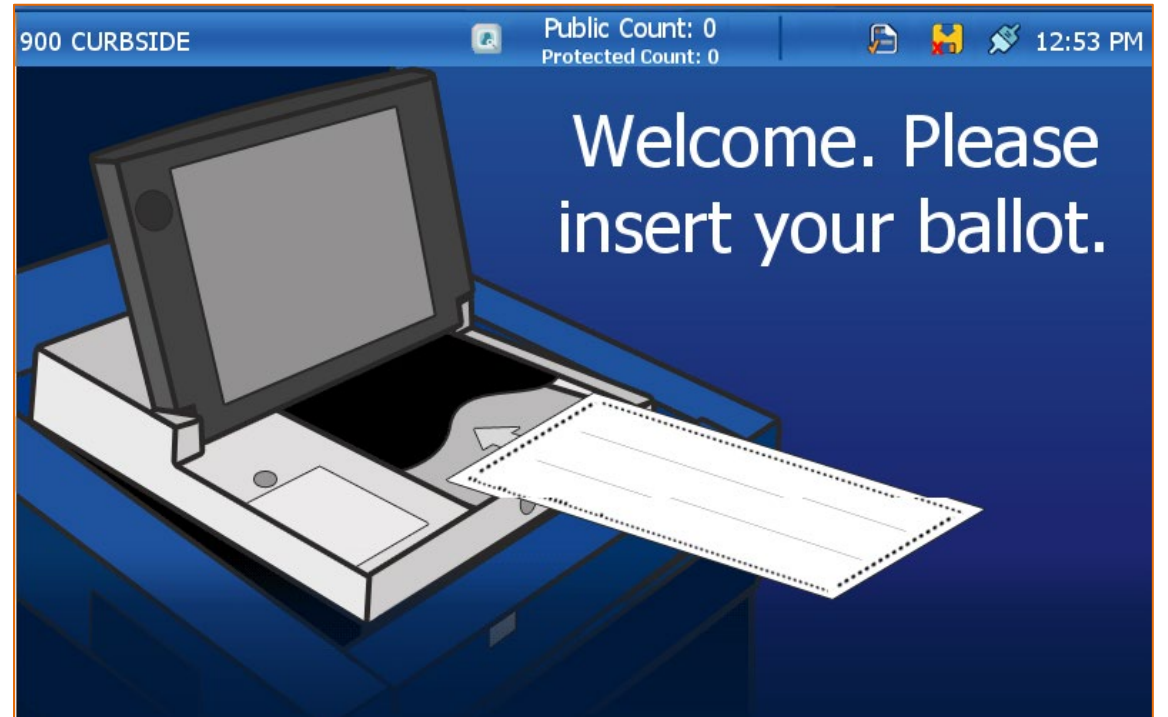 900 CURBSIDE
Public Count: 0
Protected Count: 0
12:53 PM
Welcome. Please
insert your ballot.